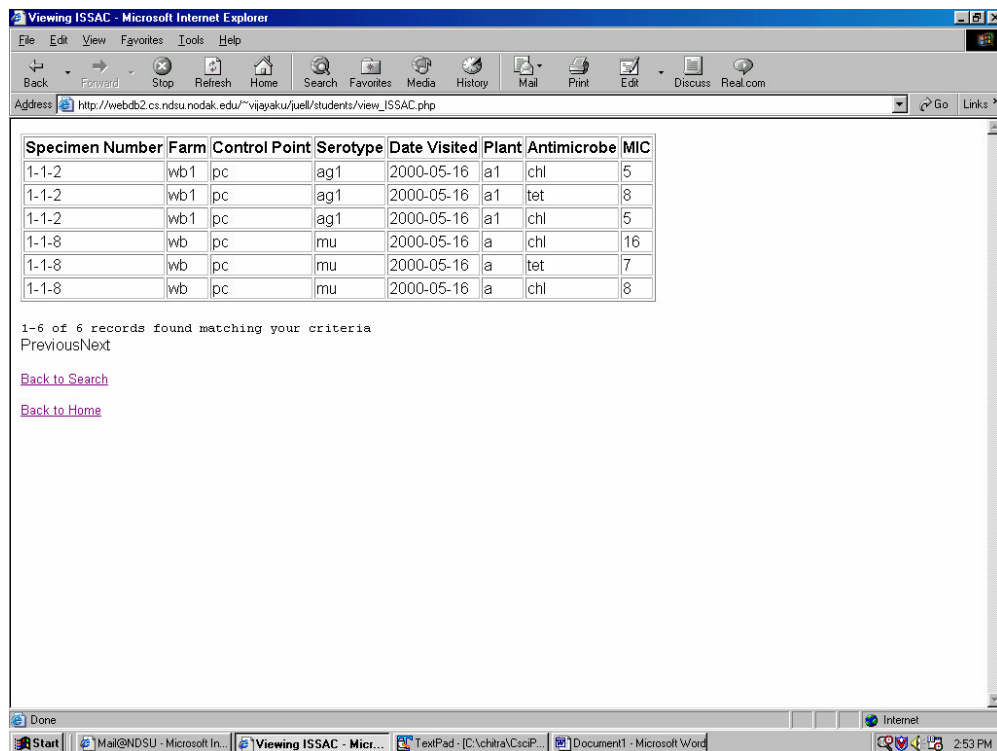 Viewing ISSAC - Microsoft Internet Explorer
File Edit View Favorites Tools Help
Back Forward Stop Refresh Home Search Favorites Media History Mail Print Edit Discuss Real.com
Address http://webdb2.cs.ndsu.nodak.edu/~vijayaku/juell/students/view_ISSAC.php Go Links
Specimen Number Farm Control Point Serotype Date Visited Plant Antimicrobe MIC
1-1-2 wb1 pc ag1 2000-05-16 a1 chl 5
1-1-2 wb1 pc ag1 2000-05-16 a1 tet 8
1-1-2 wb1 pc ag1 2000-05-16 a1 chl 5
1-1-8 wb pc mu 2000-05-16 a chl 16
1-1-8 wb pc mu 2000-05-16 a tet 7
1-1-8 wb pc mu 2000-05-16 a chl 8
1-6 of 6 records found matching your criteria
PreviousNext
Back to Search
Back to Home
Done Internet
Start Mail@NDSU - Microsoft In... Viewing ISSAC - Micr... TextPad - [C:\chitra\CsciP... Document1 - Microsoft Word 2:53 PM